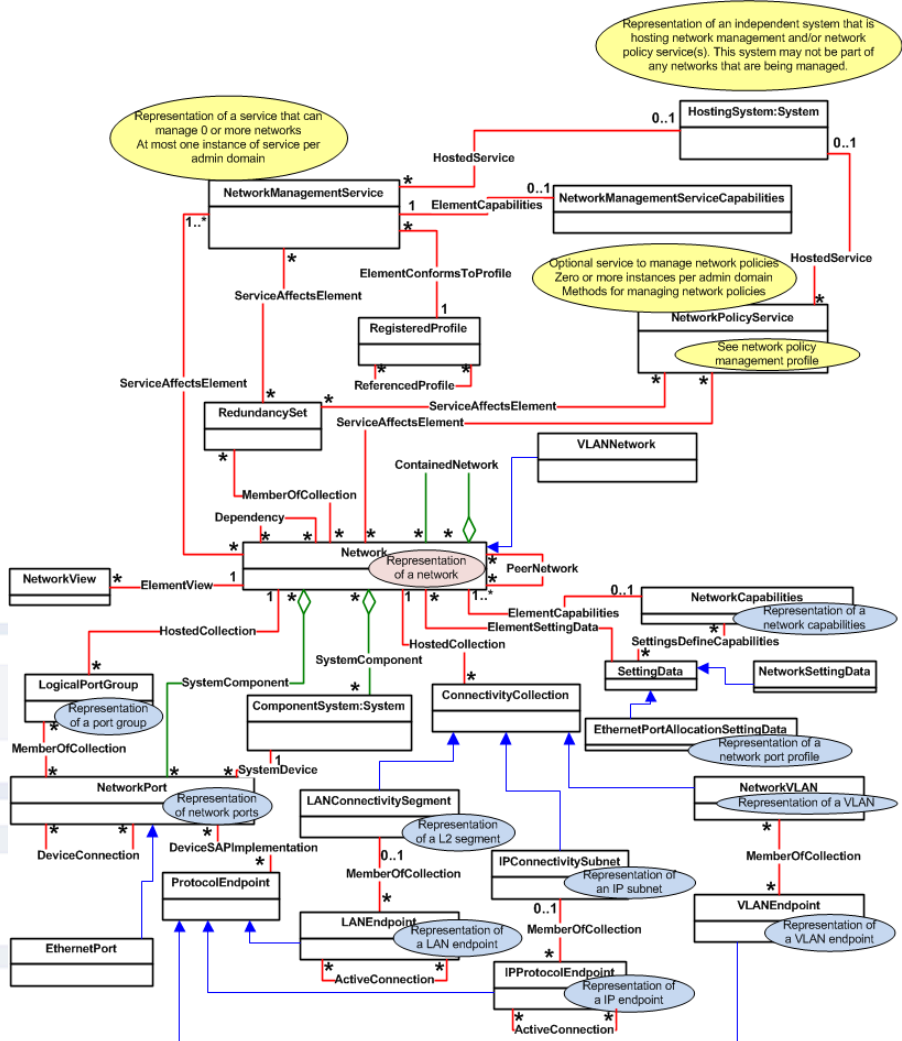 Representation of an independent system that is
hosting network management and/or network
policy service(s). This system may not be part of
any networks that are being managed.
Representation of a service that can
manage 0 or more networks
At most one instance of service per
admin domain
HostingSystem:System
0..1
0..1
HostedService
*
NetworkManagementService
0..1
NetworkManagementServiceCapabilities
1
ElementCapabilities
1..*
*
*
HostedService
Optional service to manage network policies
Zero or more instances per admin domain
Methods for managing network policies
ElementConformsToProfile
ServiceAffectsElement
*
1
NetworkPolicyService
RegisteredProfile
See network policy
management profile
*
*
ReferencedProfile
*
*
ServiceAffectsElement
*
*
ServiceAffectsElement
RedundancySet
ServiceAffectsElement
VLANNetwork
*
ContainedNetwork
MemberOfCollection
Dependency
*
*
*
*
*
*
*
Network
Representation
of a network
*
PeerNetwork
*
NetworkView
*
ElementView
1
1
*
*
1
*
1..*
ElementCapabilities
0..1
NetworkCapabilities
Representation of a
network capabilities
ElementSettingData
HostedCollection
*
SettingsDefineCapabilities
HostedCollection
SystemComponent
*
*
*
SystemComponent
*
LogicalPortGroup
Representation
of a port group
ComponentSystem:System
ConnectivityCollection
SettingData
NetworkSettingData
*
EthernetPortAllocationSettingData
Representation of a
network port profile
MemberOfCollection
1
SystemDevice
*
*
*
NetworkPort
Representation
of network ports
LANConnectivitySegment
Representation
of a L2 segment
NetworkVLAN
Representation of a VLAN
*
*
*
DeviceConnection
DeviceSAPImplementation
*
*
0..1
MemberOfCollection
IPConnectivitySubnet
Representation of
an IP subnet
MemberOfCollection
ProtocolEndpoint
*
*
0..1
LANEndpoint
Representation of
a LAN endpoint
VLANEndpoint
Representation of
a VLAN endpoint
MemberOfCollection
EthernetPort
*
*
*
ActiveConnection
IPProtocolEndpoint
Representation of
a IP endpoint
*
*
ActiveConnection